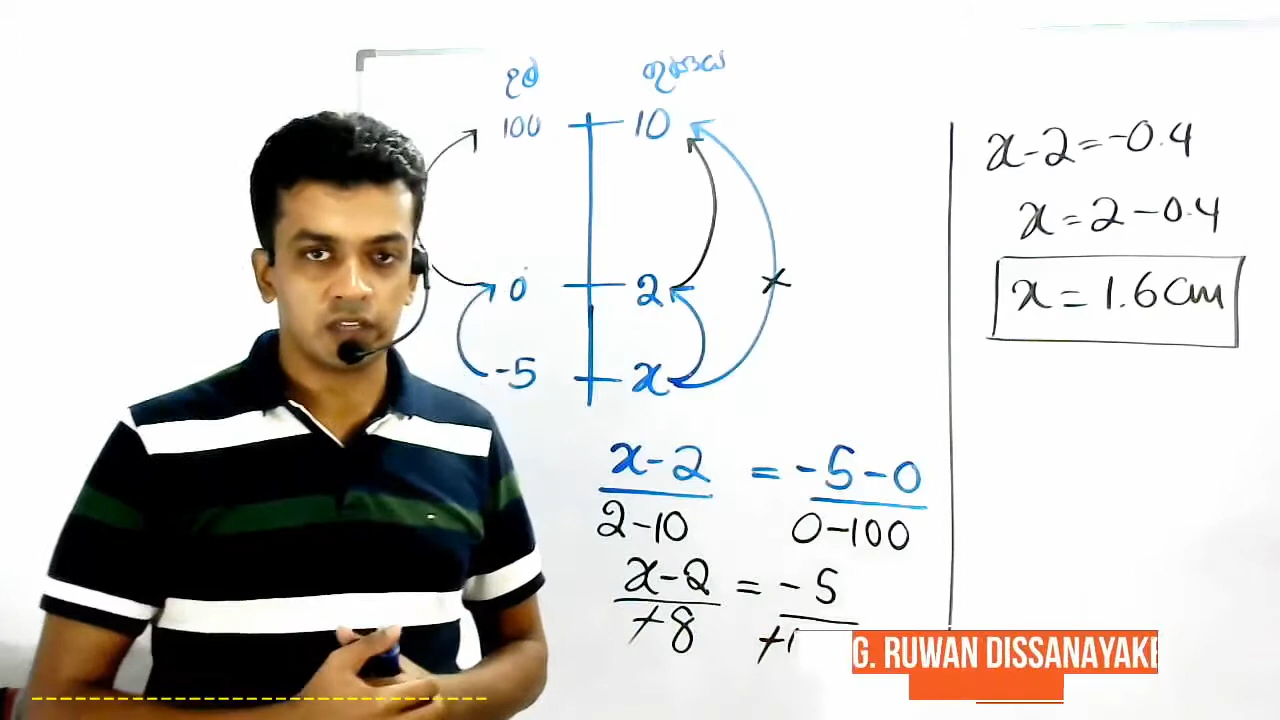 100 10
0 2
-5 x
x-2 = -5-0
2-10 0-100
x-2 = -5
-8
x-2=-0.4
x=2-0.4
x=1.6cm
G. RUWAN DISSANAYAKE